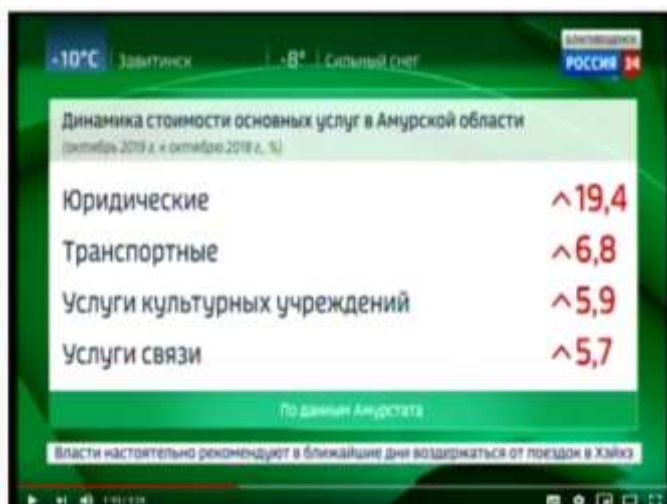 -10°C Завитинск -8° Сильный снег
БЛАГОВЕЩЕНСК
РОССИЯ 24
Динамика стоимости основных услуг в Амурской области
(октябрь 2019 г. к октябрю 2018 г., %)
Юридические ^19,4
Транспортные ^6,8
Услуги культурных учреждений ^5,9
Услуги связи ^5,7
По данным Амурстата
Власти настоятельно рекомендуют в ближайшие дни воздержаться от поездок в Хэйхэ